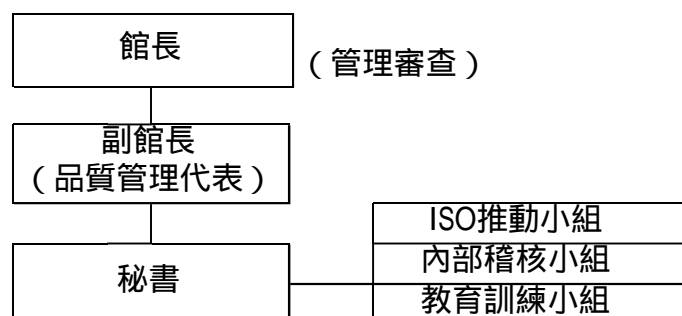 館長
（管理審查）
副館長
（品質管理代表）
秘書
ISO推動小組
內部稽核小組
教育訓練小組